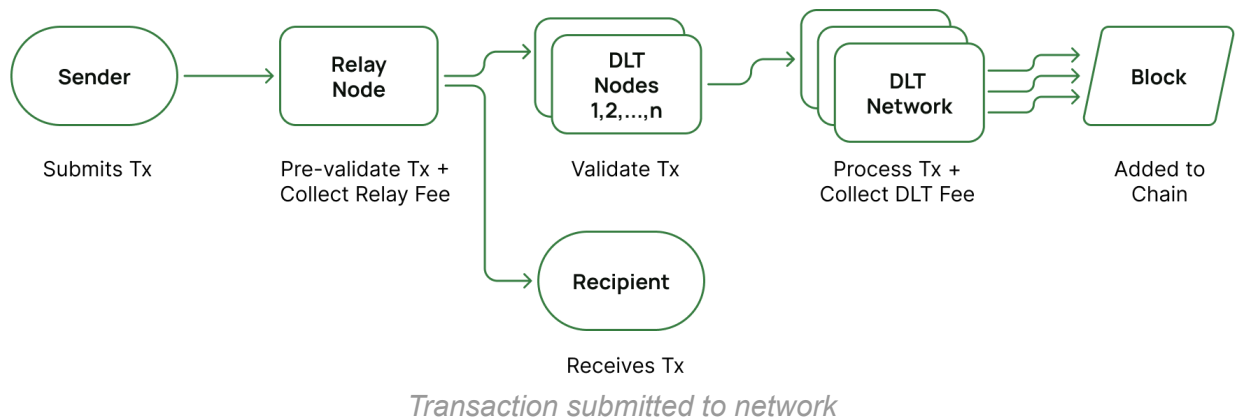 Sender
Submits Tx
Relay
Node
Pre-validate Tx +
Collect Relay Fee
DLT
Nodes
1,2,...,n
Validate Tx
DLT
Network
Process Tx +
Collect DLT Fee
Block
Added to
Chain
Recipient
Receives Tx
Transaction submitted to network